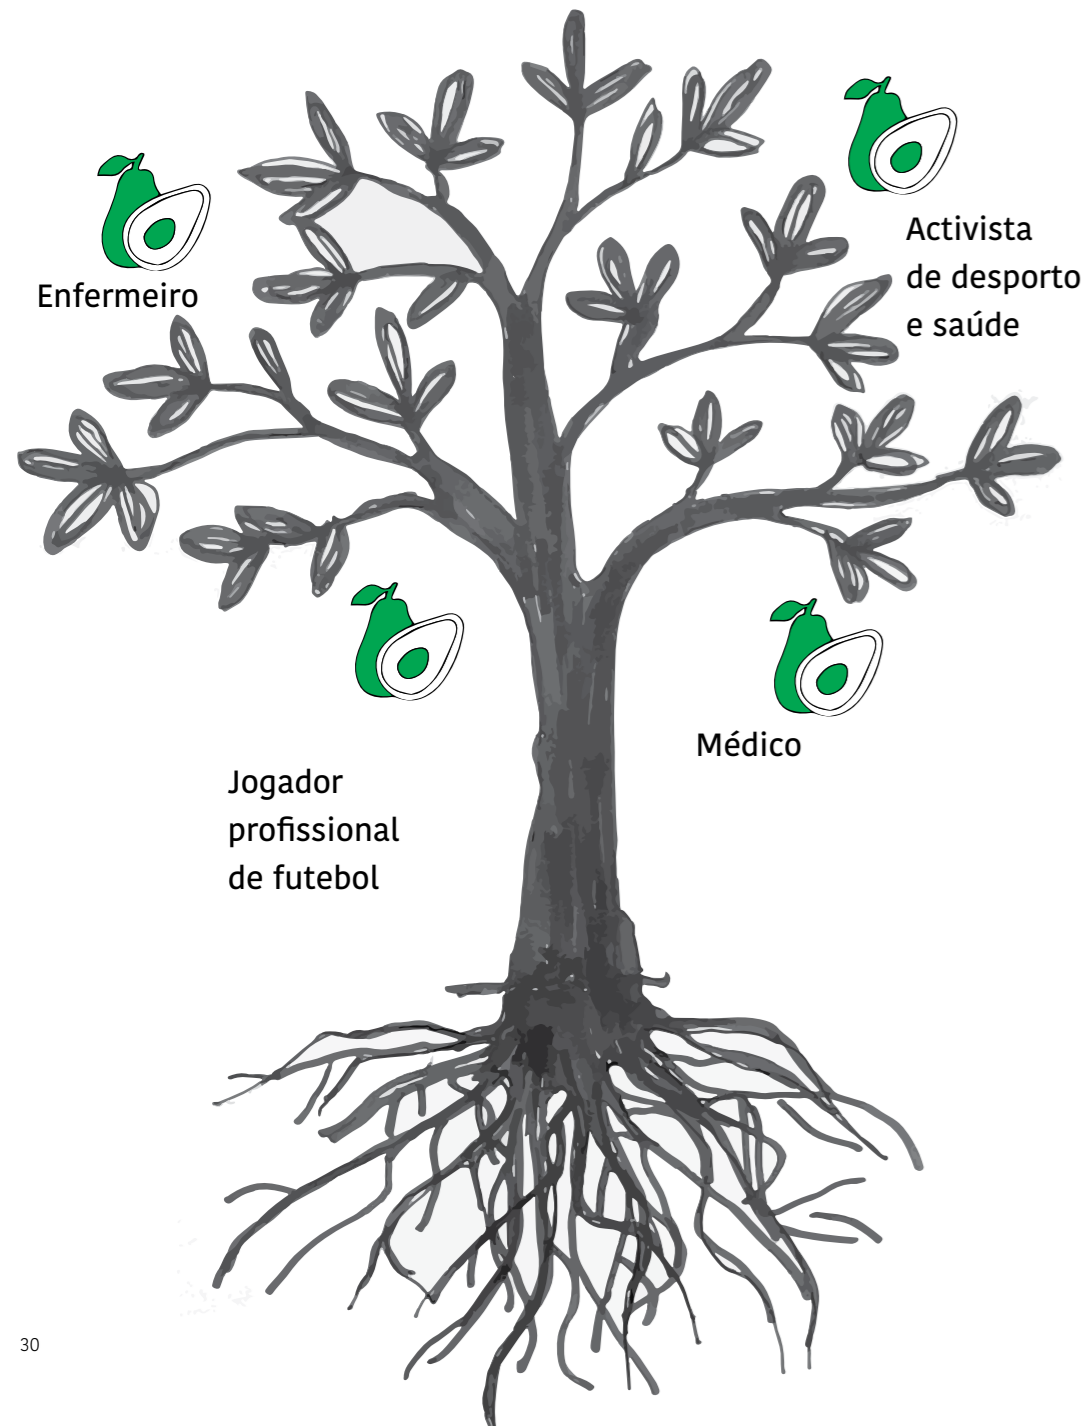 Enfermeiro
Activista
de desporto
e saúde
Jogador
profissional
de futebol
Médico
30